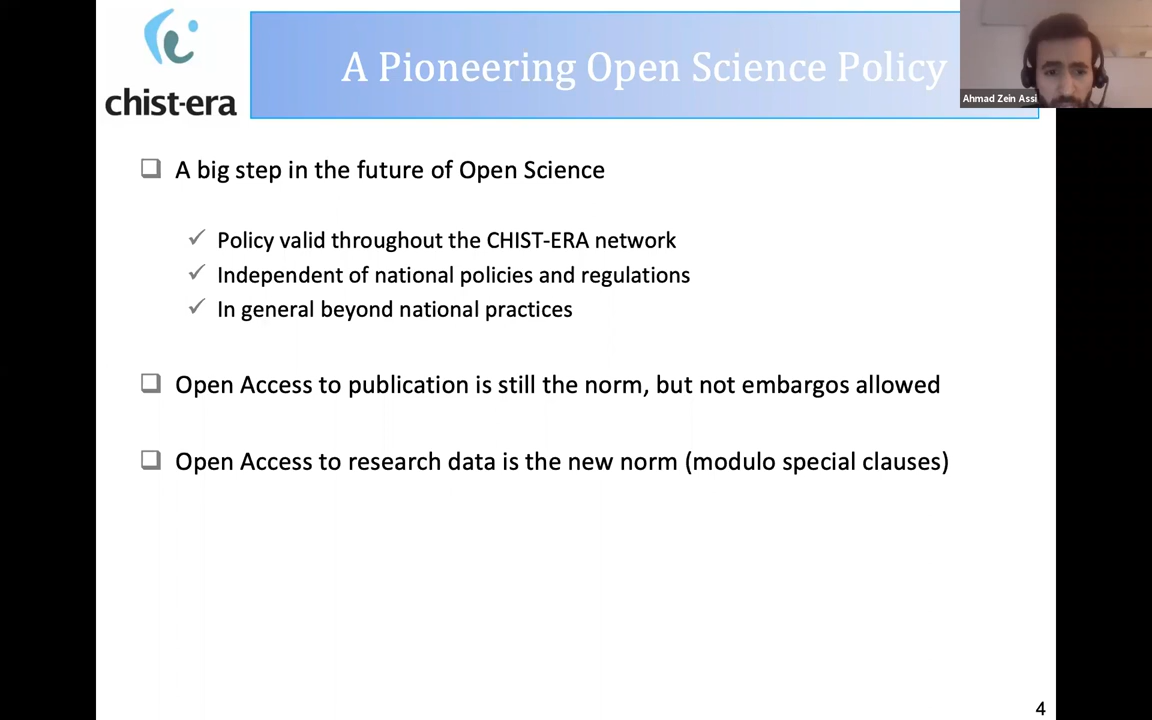 chist-era
A Pioneering Open Science Policy
Ahmad Zein Assi
A big step in the future of Open Science
Policy valid throughout the CHIST-ERA network
Independent of national policies and regulations
In general beyond national practices
Open Access to publication is still the norm, but not embargos allowed
Open Access to research data is the new norm (modulo special clauses)
4